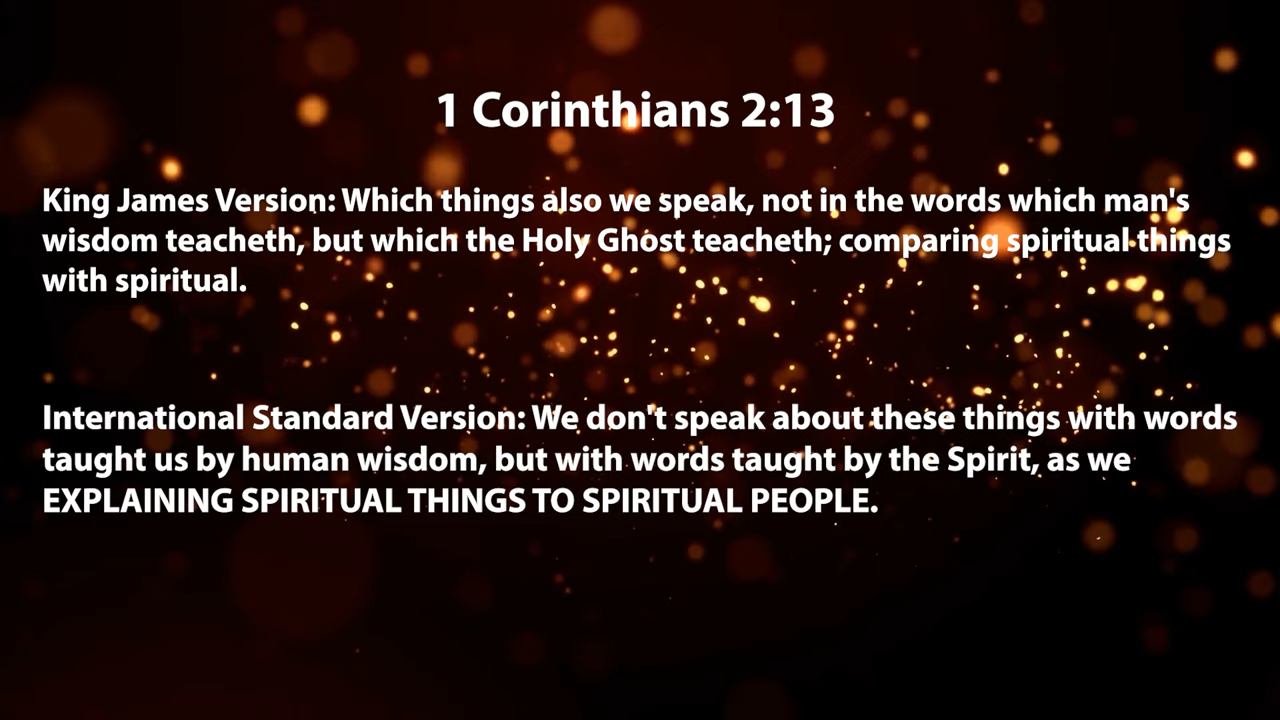 1 Corinthians 2:13
King James Version: Which things also we speak, not in the words which man's
wisdom teacheth, but which the Holy Ghost teacheth; comparing spiritual things
with spiritual.
International Standard Version: We don't speak about these things with words
taught us by human wisdom, but with words taught by the Spirit, as we
EXPLAINING SPIRITUAL THINGS TO SPIRITUAL PEOPLE.